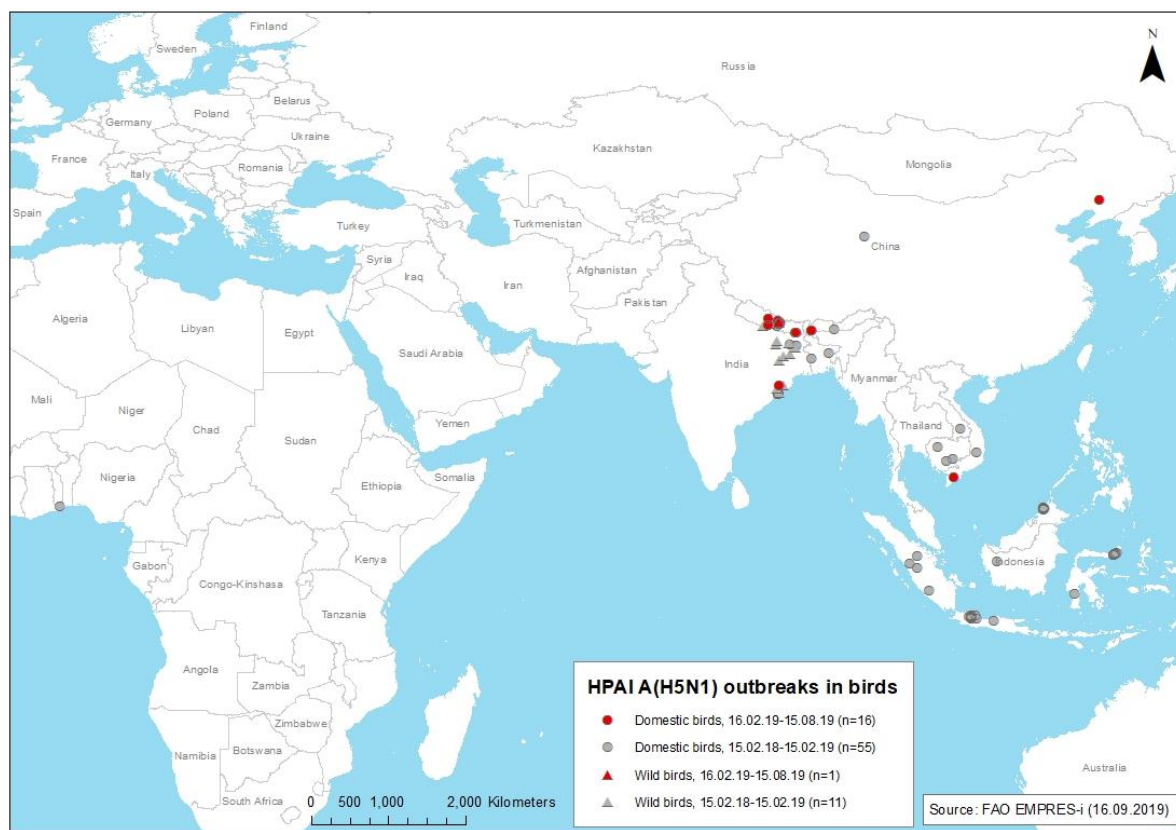 Finland
Sweden
N
Russia
Belarus
Poland
Germany
Ukraine
Kazakhstan
Mongolia
France
Romania
Italy
Spain
Turkey
Turkmenistan
China
Syria
Afghanistan
Iraq
Iran
Pakistan
Algeria
Libyan
Egypt
Saudi Arabia
India
Myanmar
Mali
Niger
Chad
Sudan
Yemen
Thailand
Nigeria
Ethiopia
Somalia
Gabon
Kenya
Congo-Kinshasa
Indonesia
Tanzania
Angola
Zambia
Zimbabwe
Namibia
Botswana
South Africa
Australia
HPAI A(H5N1) outbreaks in birds
Domestic birds, 16.02.19-15.08.19 (n=16)
Domestic birds, 15.02.18-15.02.19 (n=55)
Wild birds, 16.02.19-15.08.19 (n=1)
Wild birds, 15.02.18-15.02.19 (n=11)
0 500 1,000 2,000 Kilometers
Source: FAO EMPRES-i (16.09.2019)